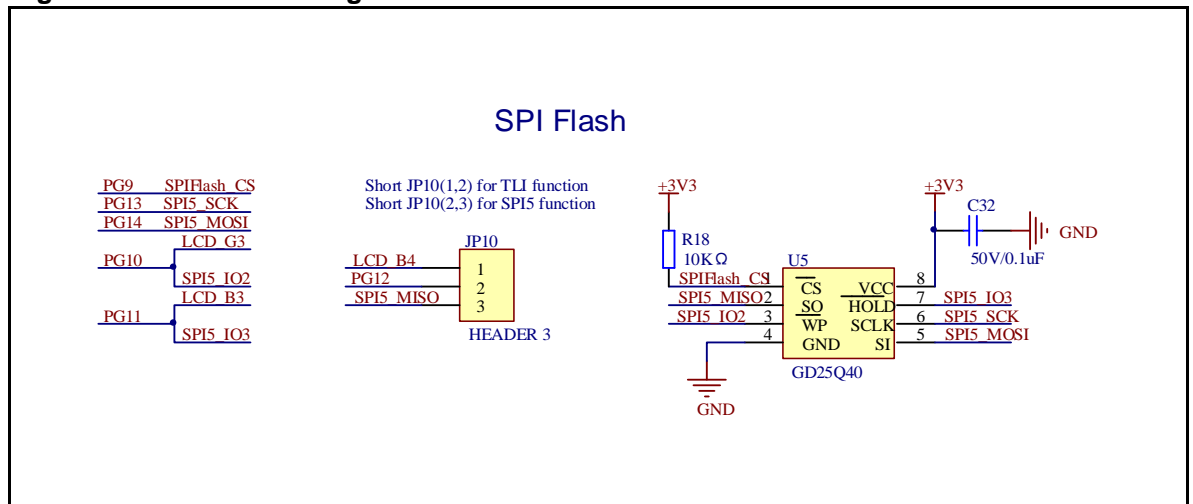 SPI Flash
PG9 SPIFlash_CS
PG13 SPI5_SCK
PG14 SPI5_MOSI
LCD_G3
PG10
SPI5_IO2
LCD_B3
PG11
SPI5_IO3
Short JP10(1,2) for TLI function
Short JP10(2,3) for SPI5 function
JP10
LCD_B4 1
PG12 2
SPI5_MISO 3
HEADER 3
+3V3
R18
10KΩ
U5
SPIFlash_CS 1 CS
SPI5_MISO 2 SO
SPI5_IO2 3 WP
4 GND
GND
VCC 8
HOLD 7 SPI5_IO3
SCLK 6 SPI5_SCK
SI 5 SPI5_MOSI
GD25Q40
+3V3
C32
GND
50V/0.1uF